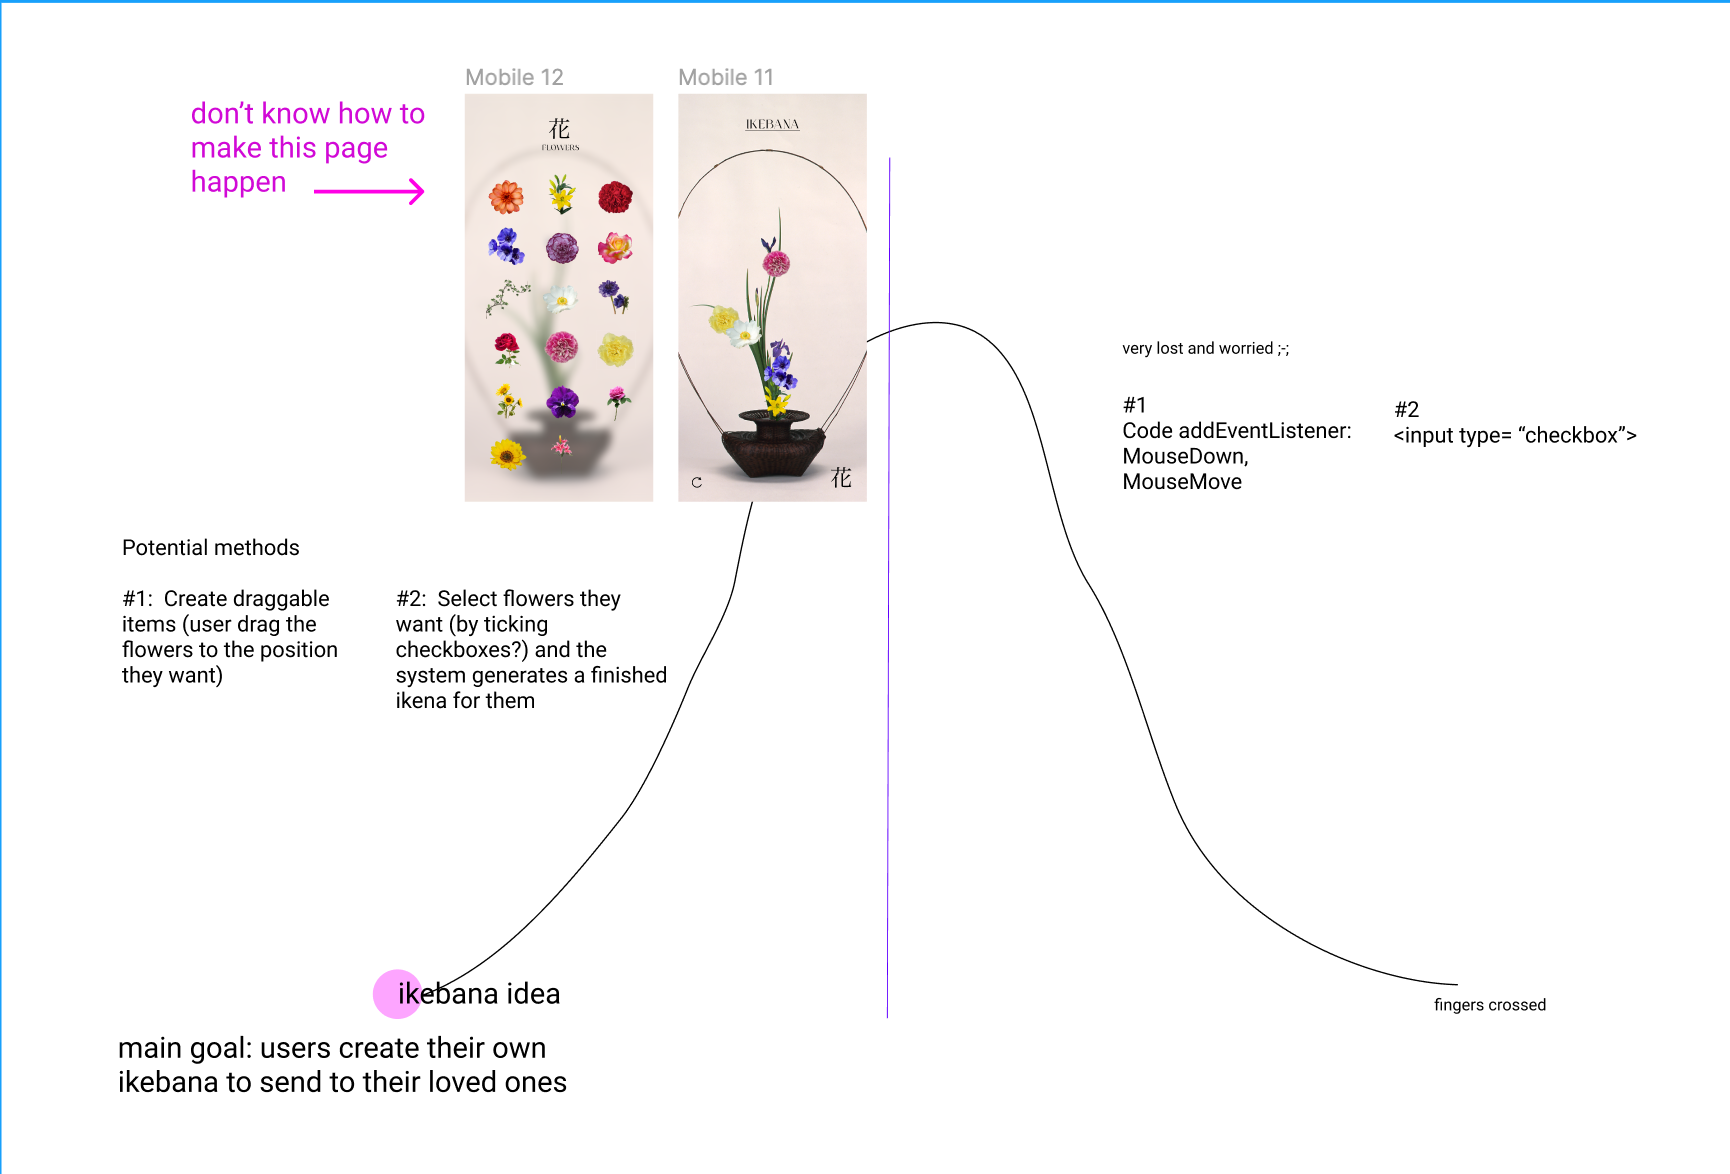 Mobile 12
Mobile 11
don’t know how to
make this page
happen
花
FLOWERS
IKEBANA
C
花
very lost and worried ;-;
#1
Code addEventListener:
MouseDown,
MouseMove
#2
<input type= “checkbox”>
Potential methods
#1:  Create draggable
items (user drag the
flowers to the position
they want)
#2:  Select flowers they
want (by ticking
checkboxes?) and the
system generates a finished
ikena for them
ikebana idea
main goal: users create their own
ikebana to send to their loved ones
fingers crossed